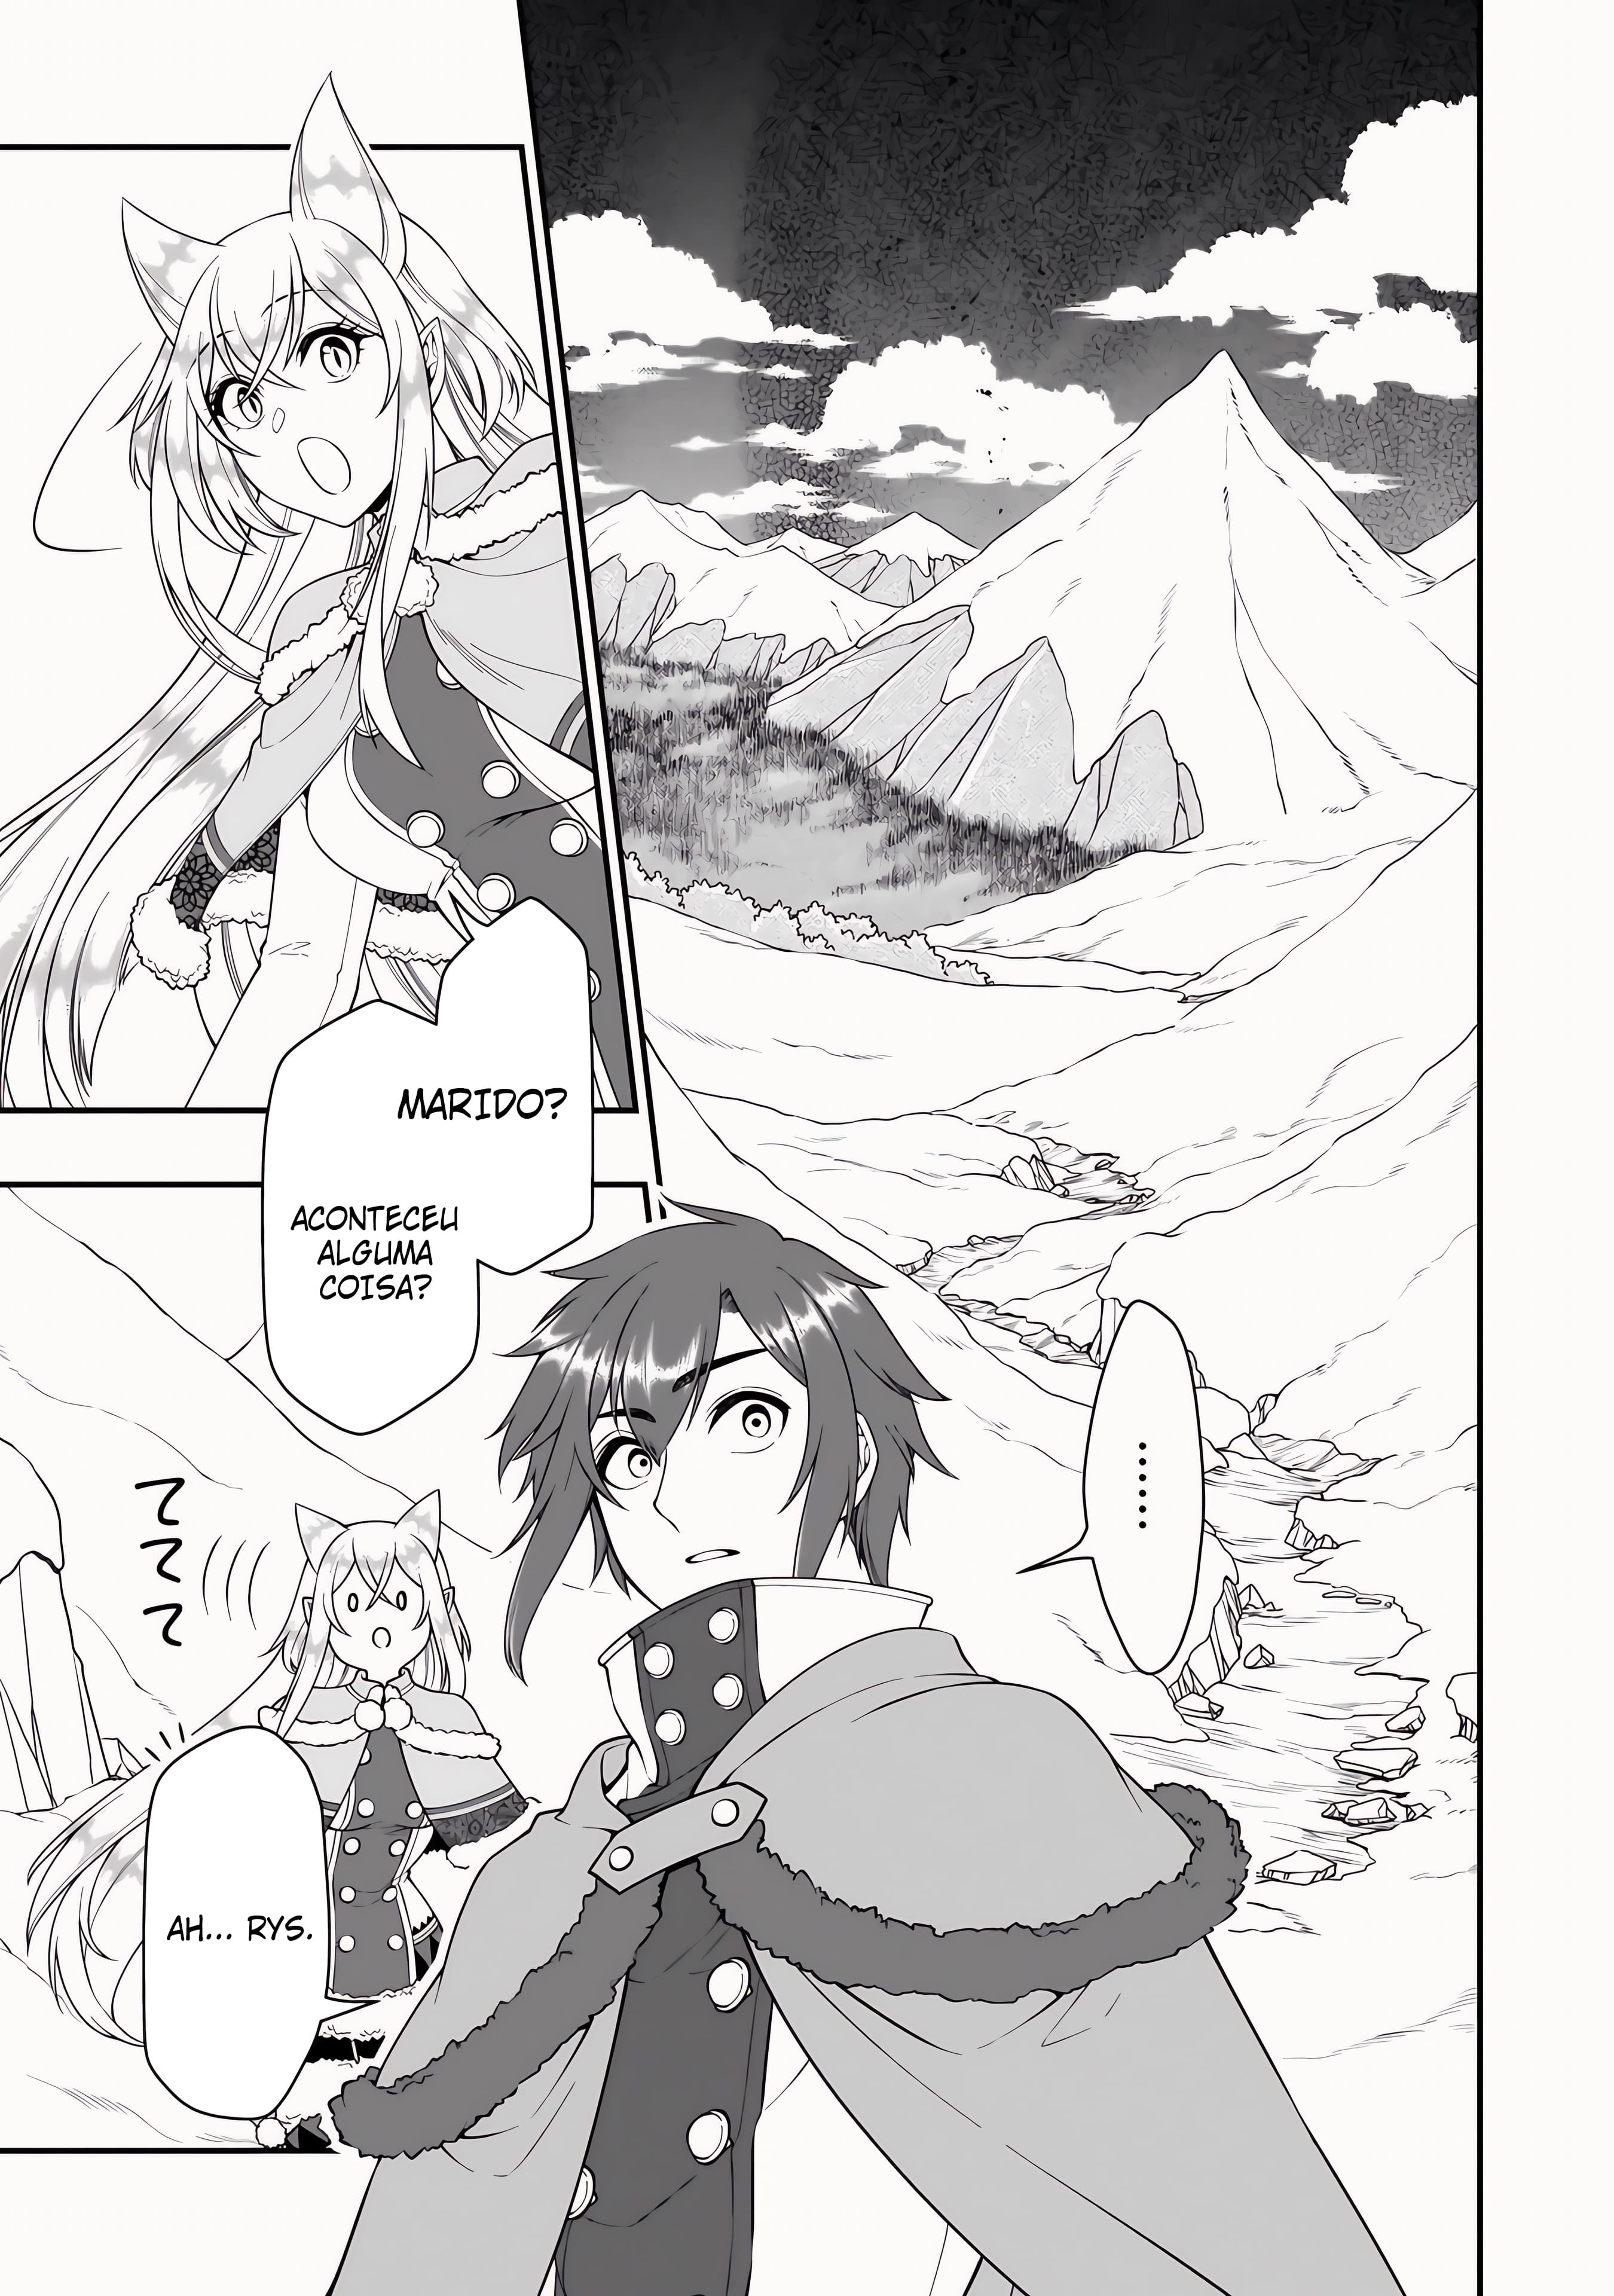 .......
MARIDO?
ACONTECEU
ALGUMA
COISA?
て
て
て
AH... RYS.